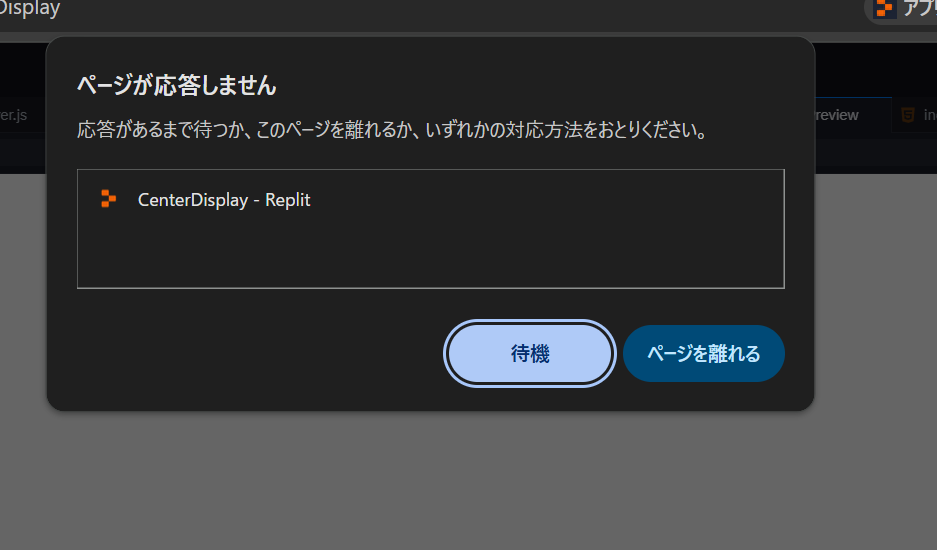 Display
アプリ
ページが応答しません
er.js
応答があるまで待つか、このページを離れるか、いずれかの対応方法をおとりください。
review
in
CenterDisplay - Replit
待機
ページを離れる